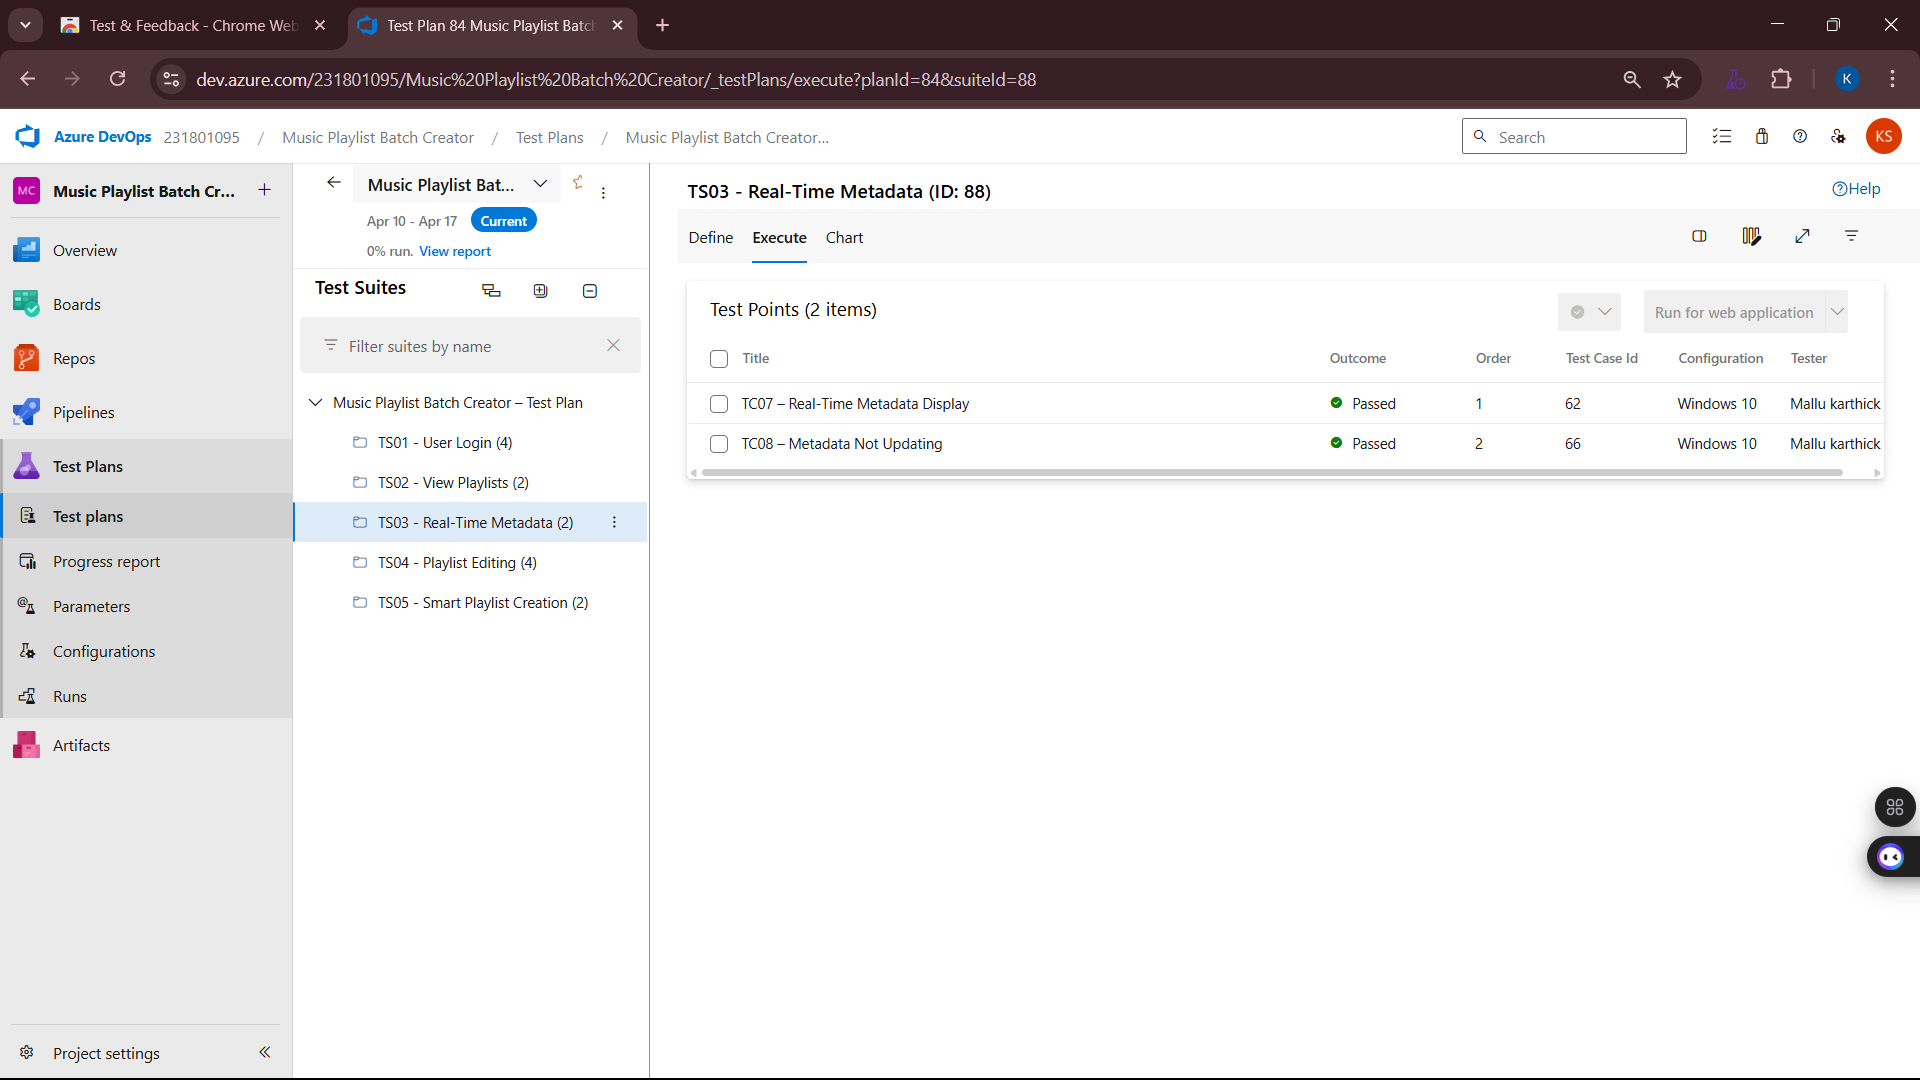 Test & Feedback - Chrome Web
Test Plan 84 Music Playlist Batc
dev.azure.com/231801095/Music%20Playlist%20Batch%20Creator/_testPlans/execute?planId=84&suiteId=88
K
Azure DevOps 231801095 / Music Playlist Batch Creator / Test Plans / Music Playlist Batch Creator...
Search
KS
MC Music Playlist Batch Cr...
Overview
Boards
Repos
Pipelines
Test Plans
Test plans
Progress report
Parameters
Configurations
Runs
Artifacts
Project settings
Music Playlist Bat...
Apr 10 - Apr 17 Current
0% run. View report
Test Suites
Filter suites by name
Music Playlist Batch Creator – Test Plan
TS01 - User Login (4)
TS02 - View Playlists (2)
TS03 - Real-Time Metadata (2)
TS04 - Playlist Editing (4)
TS05 - Smart Playlist Creation (2)
TS03 - Real-Time Metadata (ID: 88)
Help
Define Execute Chart
Test Points (2 items)
Run for web application
Title Outcome Order Test Case Id Configuration Tester
TC07 – Real-Time Metadata Display Passed 1 62 Windows 10 Mallu karthick
TC08 – Metadata Not Updating Passed 2 66 Windows 10 Mallu karthick